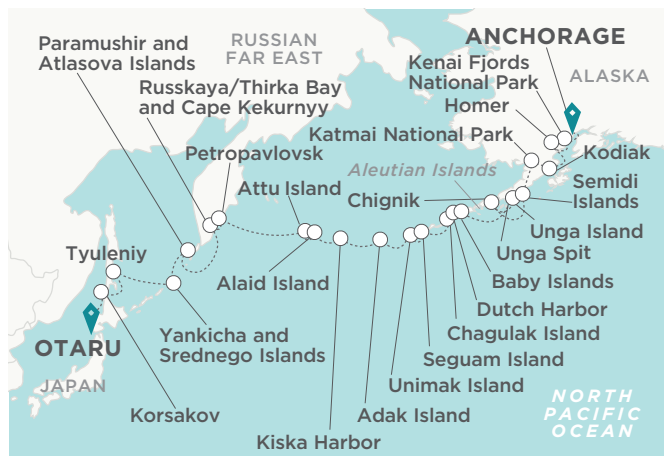 ANCHORAGE
Paramushir and
Atlasova Islands
RUSSIAN
FAR EAST
Kenai Fjords
National Park
ALASKA
Russkaya/Thirka Bay
and Cape Kekurnyy
Homer
Katmai National Park
Petropavlovsk
Kodiak
Aleutian Islands
Attu Island
Chignik
Semidi
Islands
Unga Island
Unga Spit
Tyuleniy
Alaid Island
Baby Islands
Dutch Harbor
Yankicha and
Srednego Islands
Chagulak Island
OTARU
Seguam Island
JAPAN
Unimak Island
Korsakov
Adak Island
Kiska Harbor
NORTH
PACIFIC
OCEAN